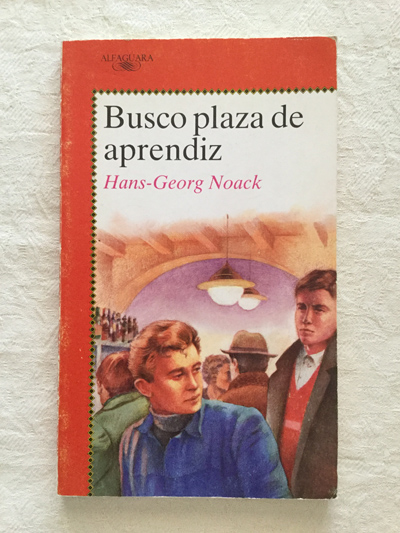 ALFAGUARA
Busco plaza de
aprendiz
Hans-Georg Noack